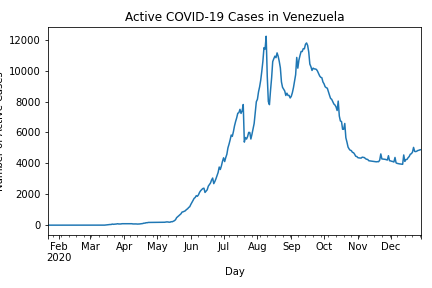 Active COVID-19 Cases in Venezuela
12000
10000
8000
6000
4000
2000
0
Number of Active Cases
Feb Mar Apr May Jun Jul Aug Sep Oct Nov Dec
2020
Day